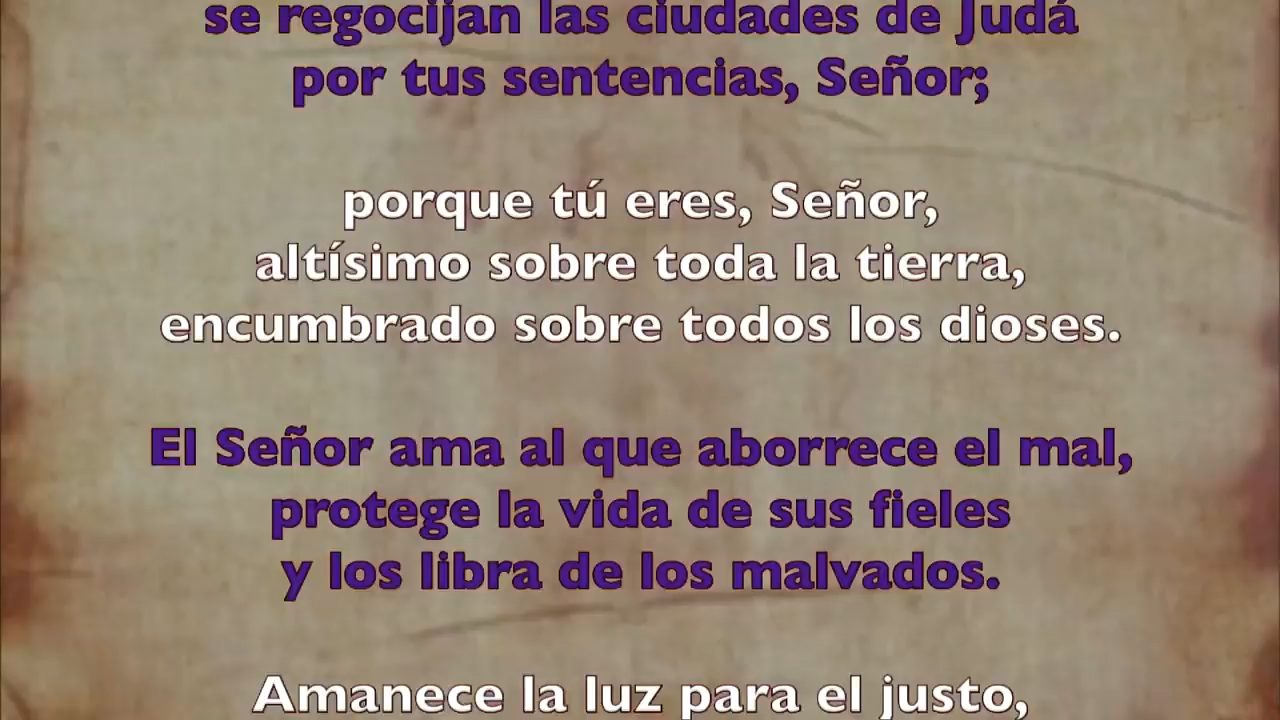 se regocijan las ciudades de Judá
por tus sentencias, Señor;
porque tú eres, Señor,
altísimo sobre toda la tierra,
encumbrado sobre todos los dioses.
El Señor ama al que aborrece el mal,
protege la vida de sus fieles
y los libra de los malvados.
Amanece la luz para el justo,